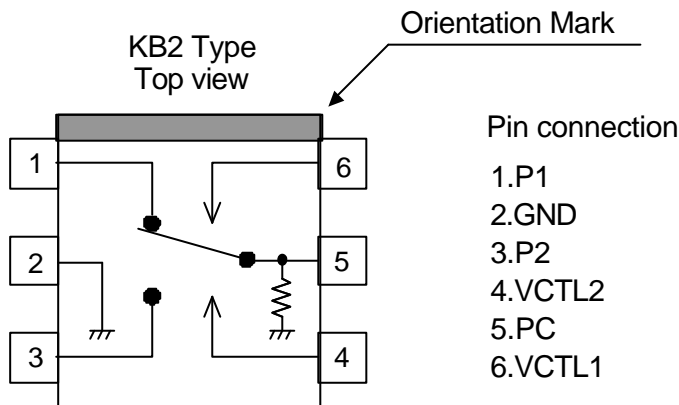 Orientation Mark
KB2 Type
Top view
Pin connection
1
6
2
5
3
4
1.P1
2.GND
3.P2
4.VCTL2
5.PC
6.VCTL1